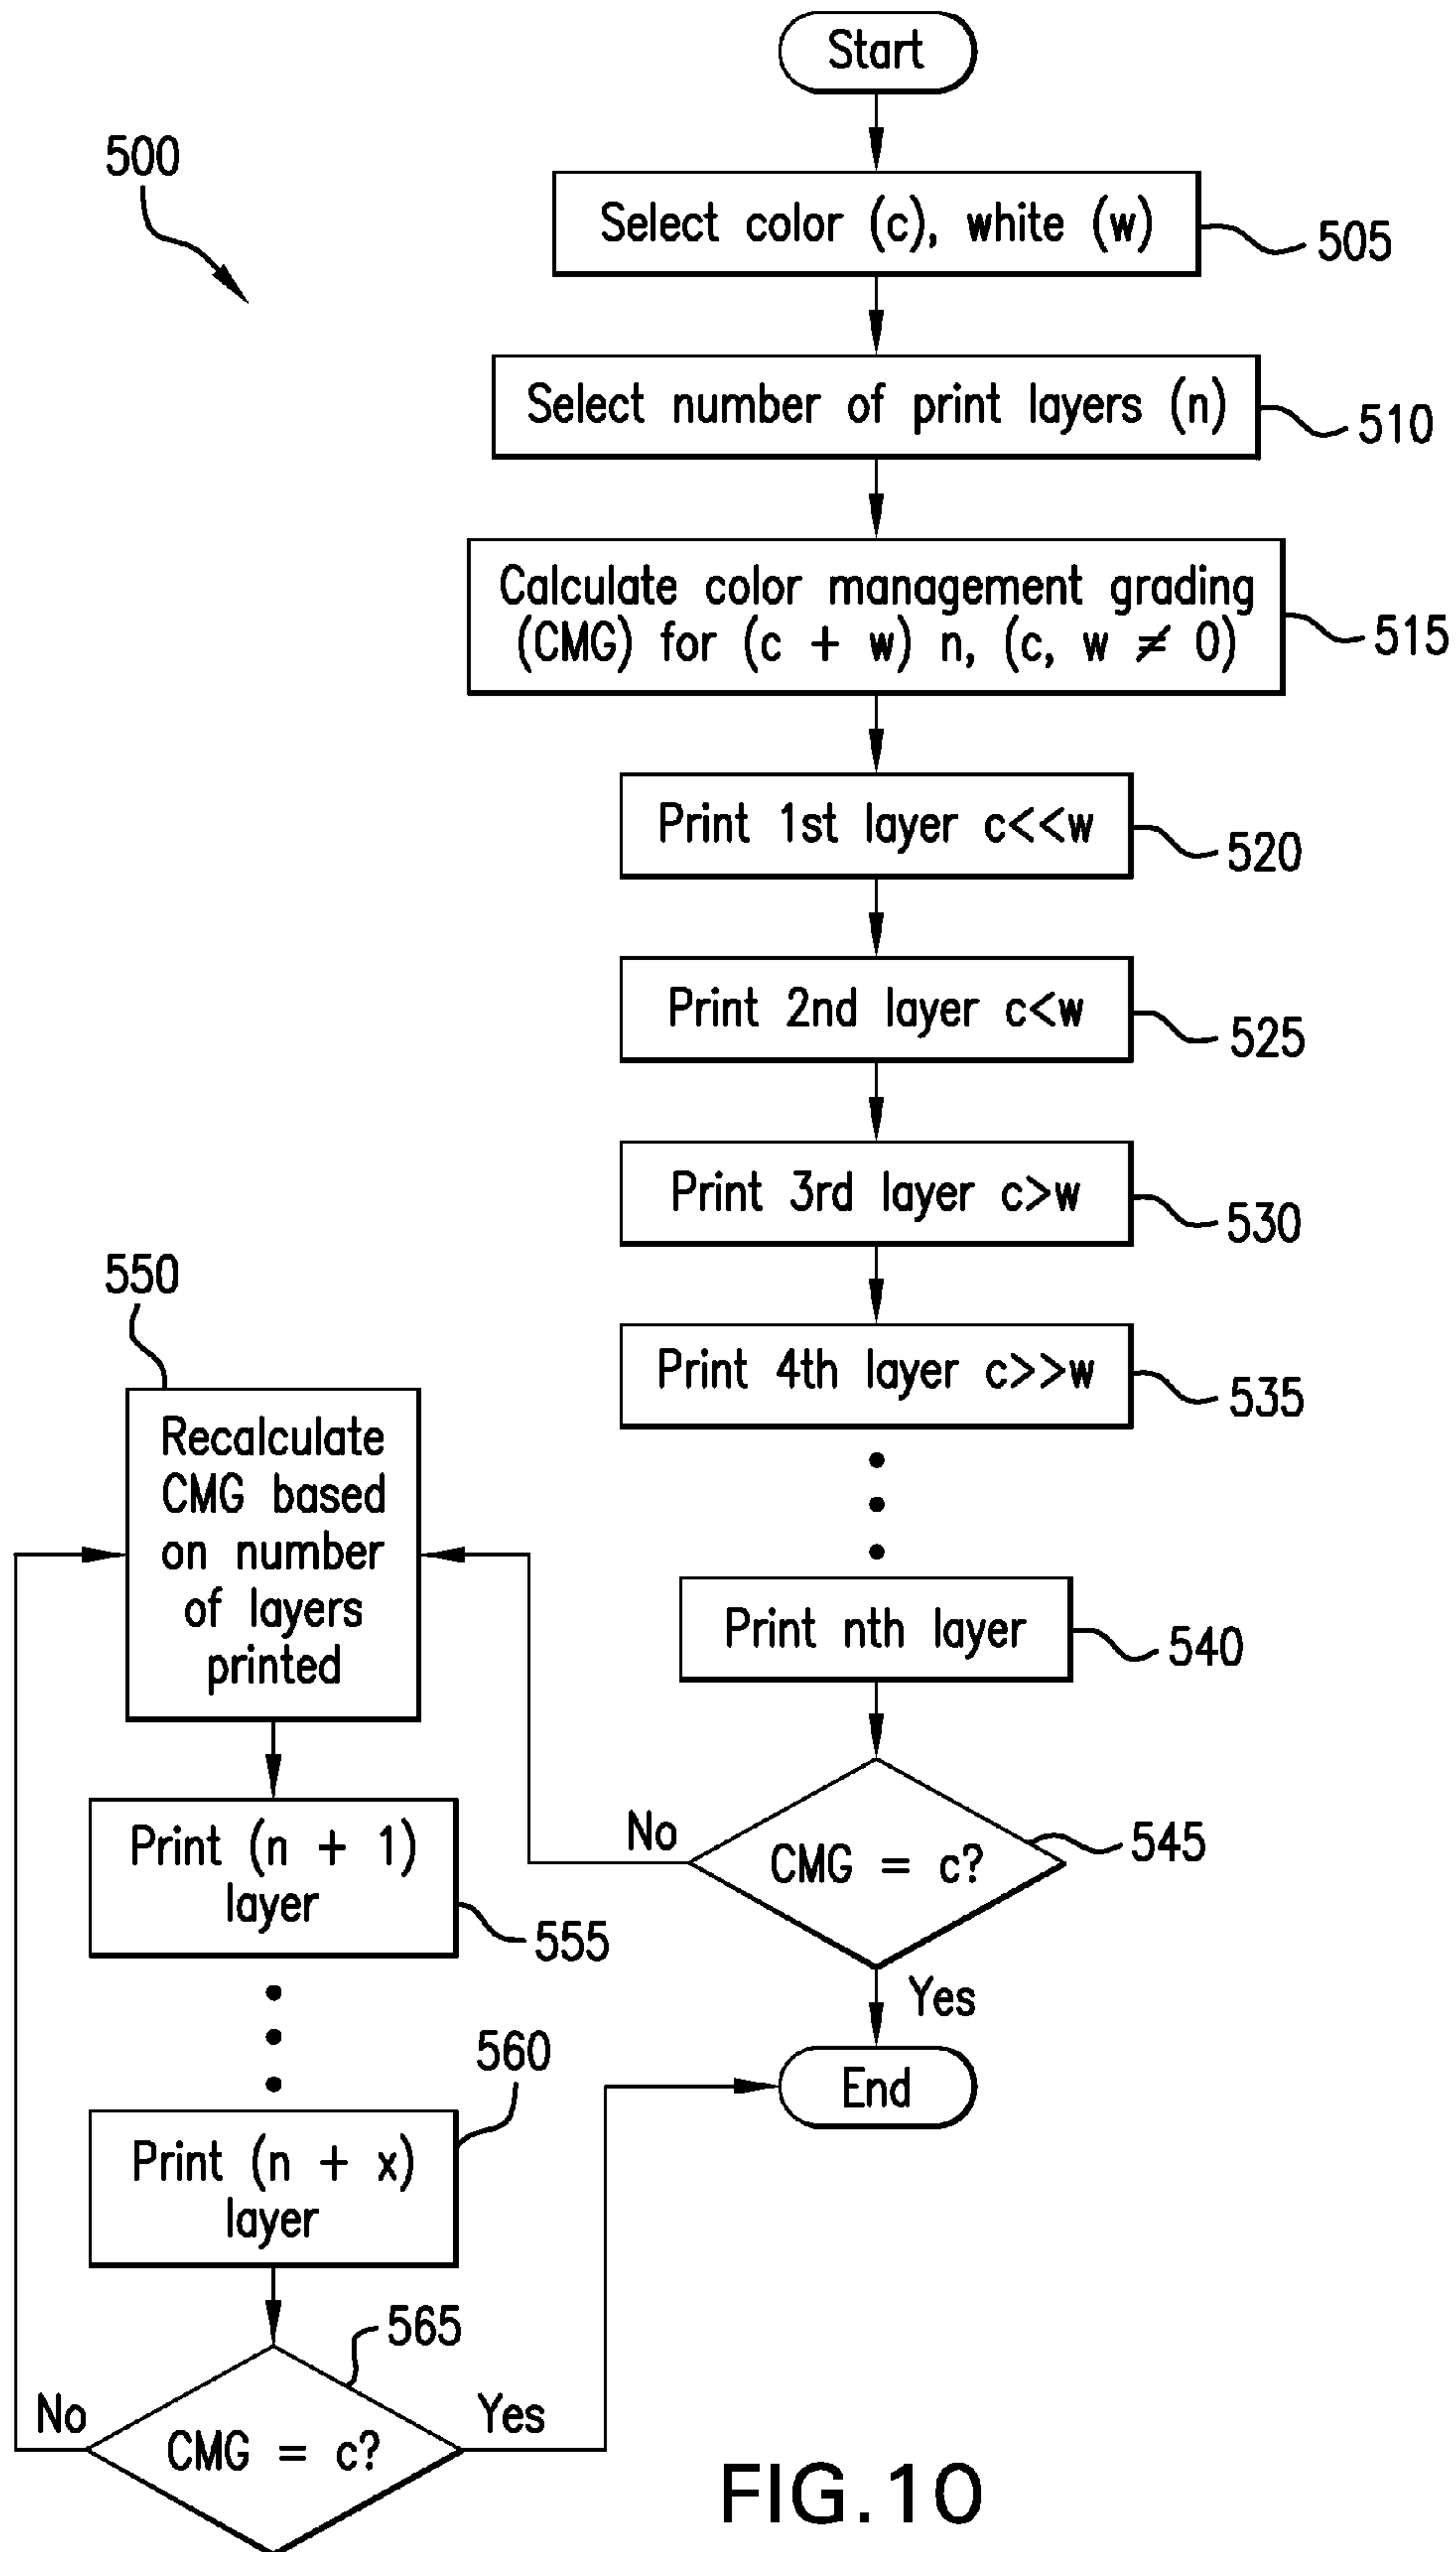 Start
500
Select color (c), white (w)
505
Select number of print layers (n)
510
Calculate color management grading
(CMG) for (c + w) n, (c, w ≠ 0)
515
Print 1st layer c<<w
520
Print 2nd layer c<w
525
Print 3rd layer c>w
530
Print 4th layer c>>w
535
Print nth layer
540
CMG = c?
545
No
Yes
550
Recalculate
CMG based
on number
of layers
printed
Print (n + 1)
layer
555
Print (n + x)
layer
560
CMG = c?
565
No
Yes
End
FIG.10